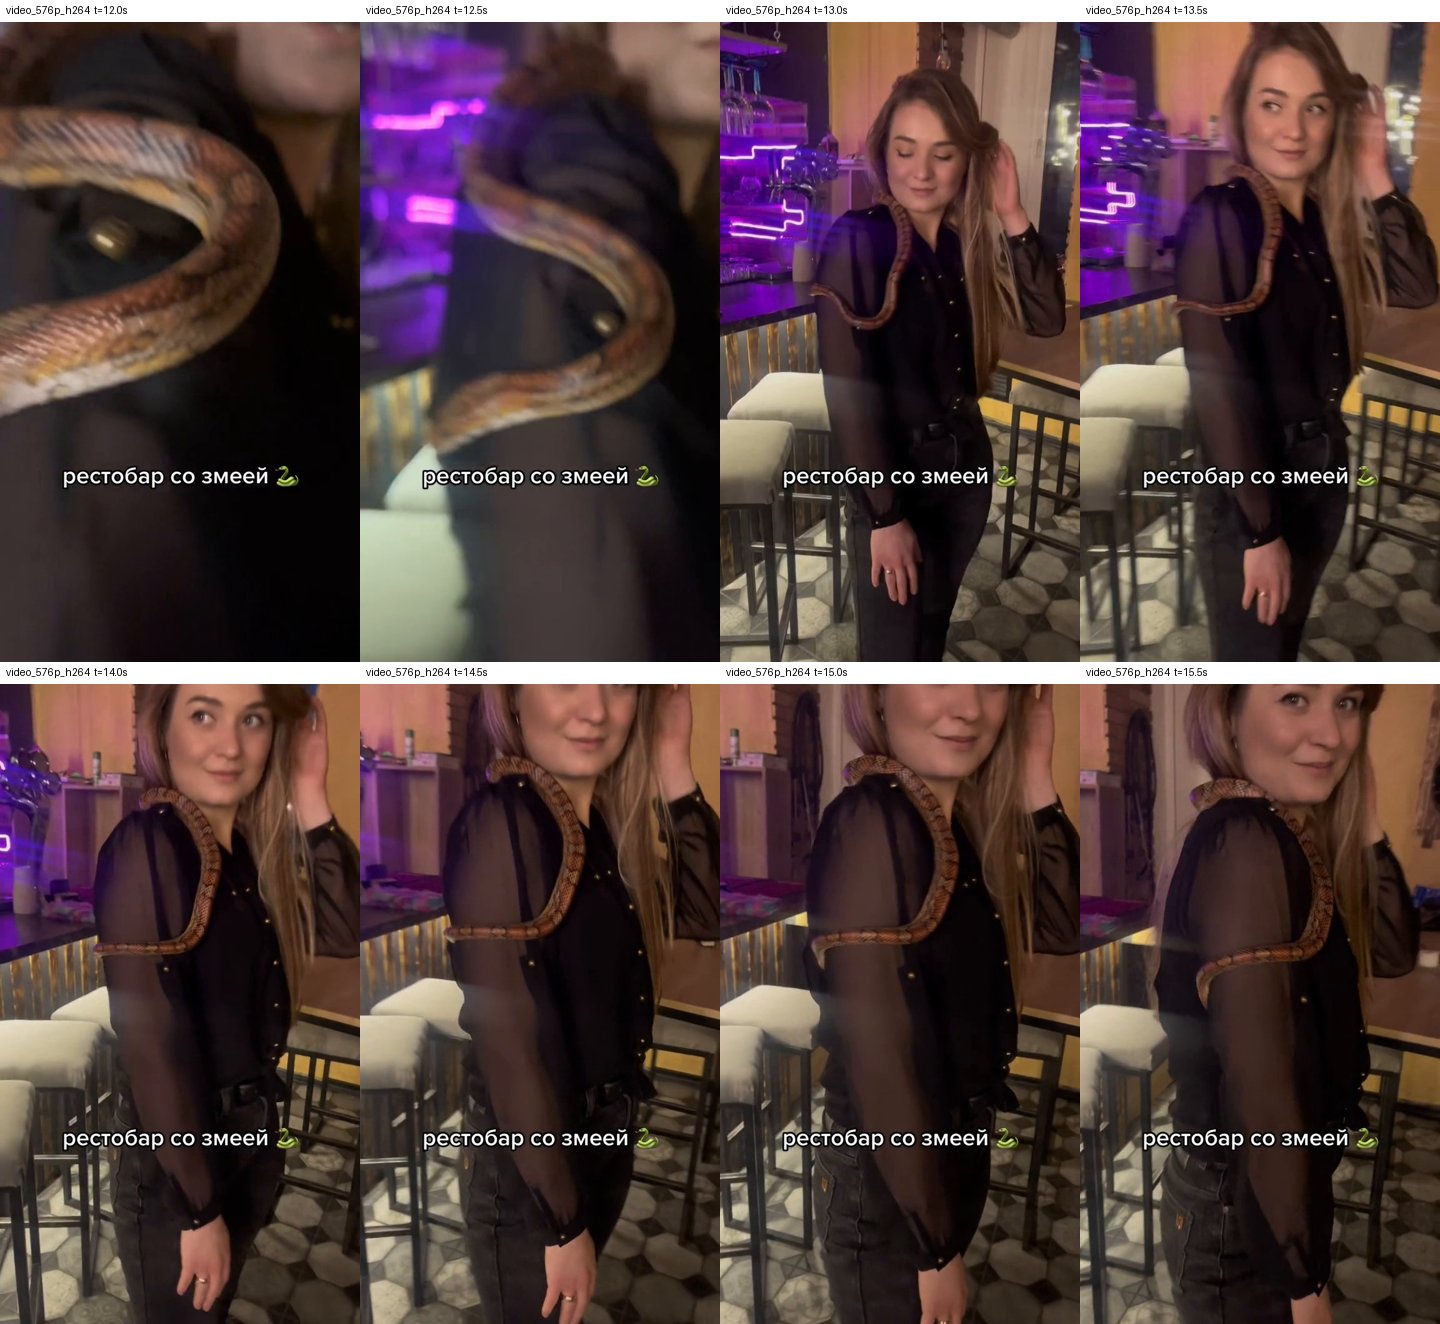 video_576p_h264 t=12.0s
video_576p_h264 t=12.5s
video_576p_h264 t=13.0s
video_576p_h264 t=13.5s
рестобар со змеей 🐍
рестобар со змеей 🐍
рестобар со змеей 🐍
рестобар со змеей 🐍
video_576p_h264 t=14.0s
video_576p_h264 t=14.5s
video_576p_h264 t=15.0s
video_576p_h264 t=15.5s
рестобар со змеей 🐍
рестобар со змеей 🐍
рестобар со змеей 🐍
рестобар со змеей 🐍